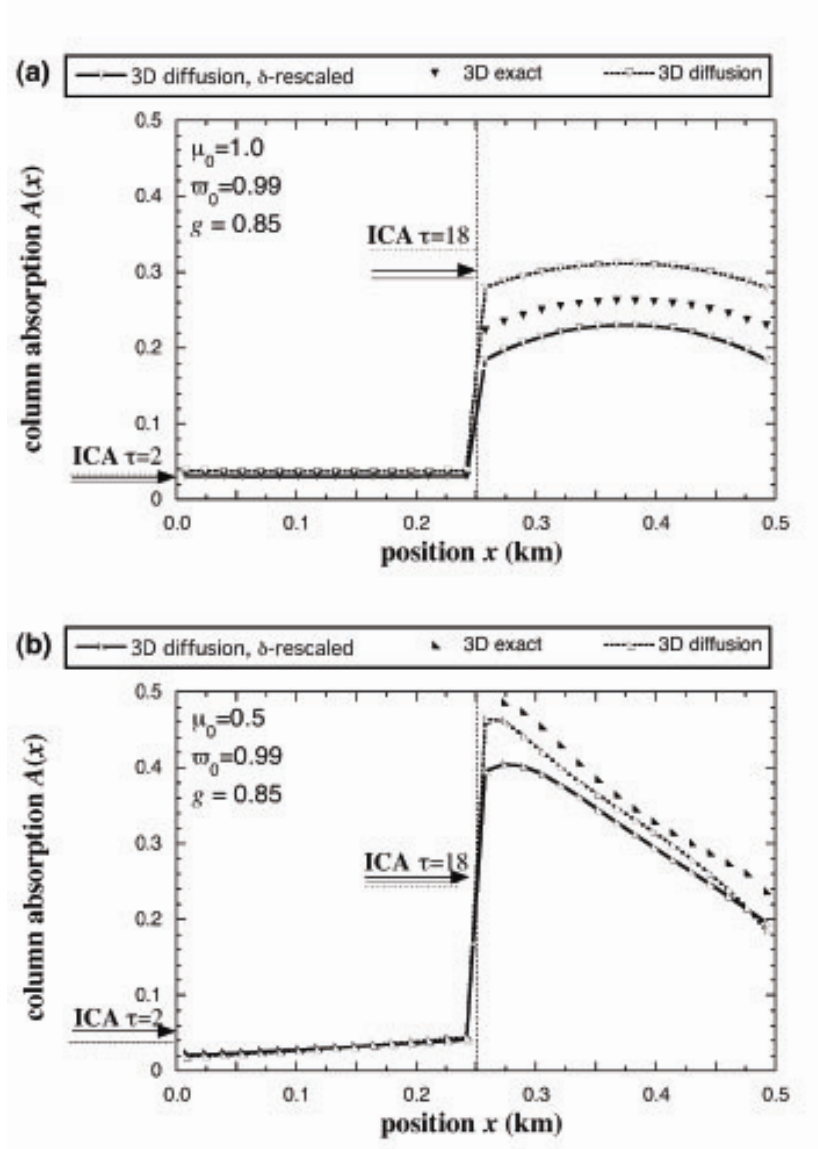 (a) 3D diffusion, δ-rescaled 3D exact 3D diffusion
0.5
μ0=1.0
ϖ0=0.99
g = 0.85
0.4
ICA τ=18
0.3
0.2
0.1
ICA τ=2
0
column absorption A(x)
0.0 0.1 0.2 0.3 0.4 0.5
position x (km)
(b) 3D diffusion, δ-rescaled 3D exact 3D diffusion
0.5
μ0=0.5
ϖ0=0.99
g = 0.85
0.4
0.3
ICA τ=18
0.2
0.1
ICA τ=2
0
column absorption A(x)
0.0 0.1 0.2 0.3 0.4 0.5
position x (km)